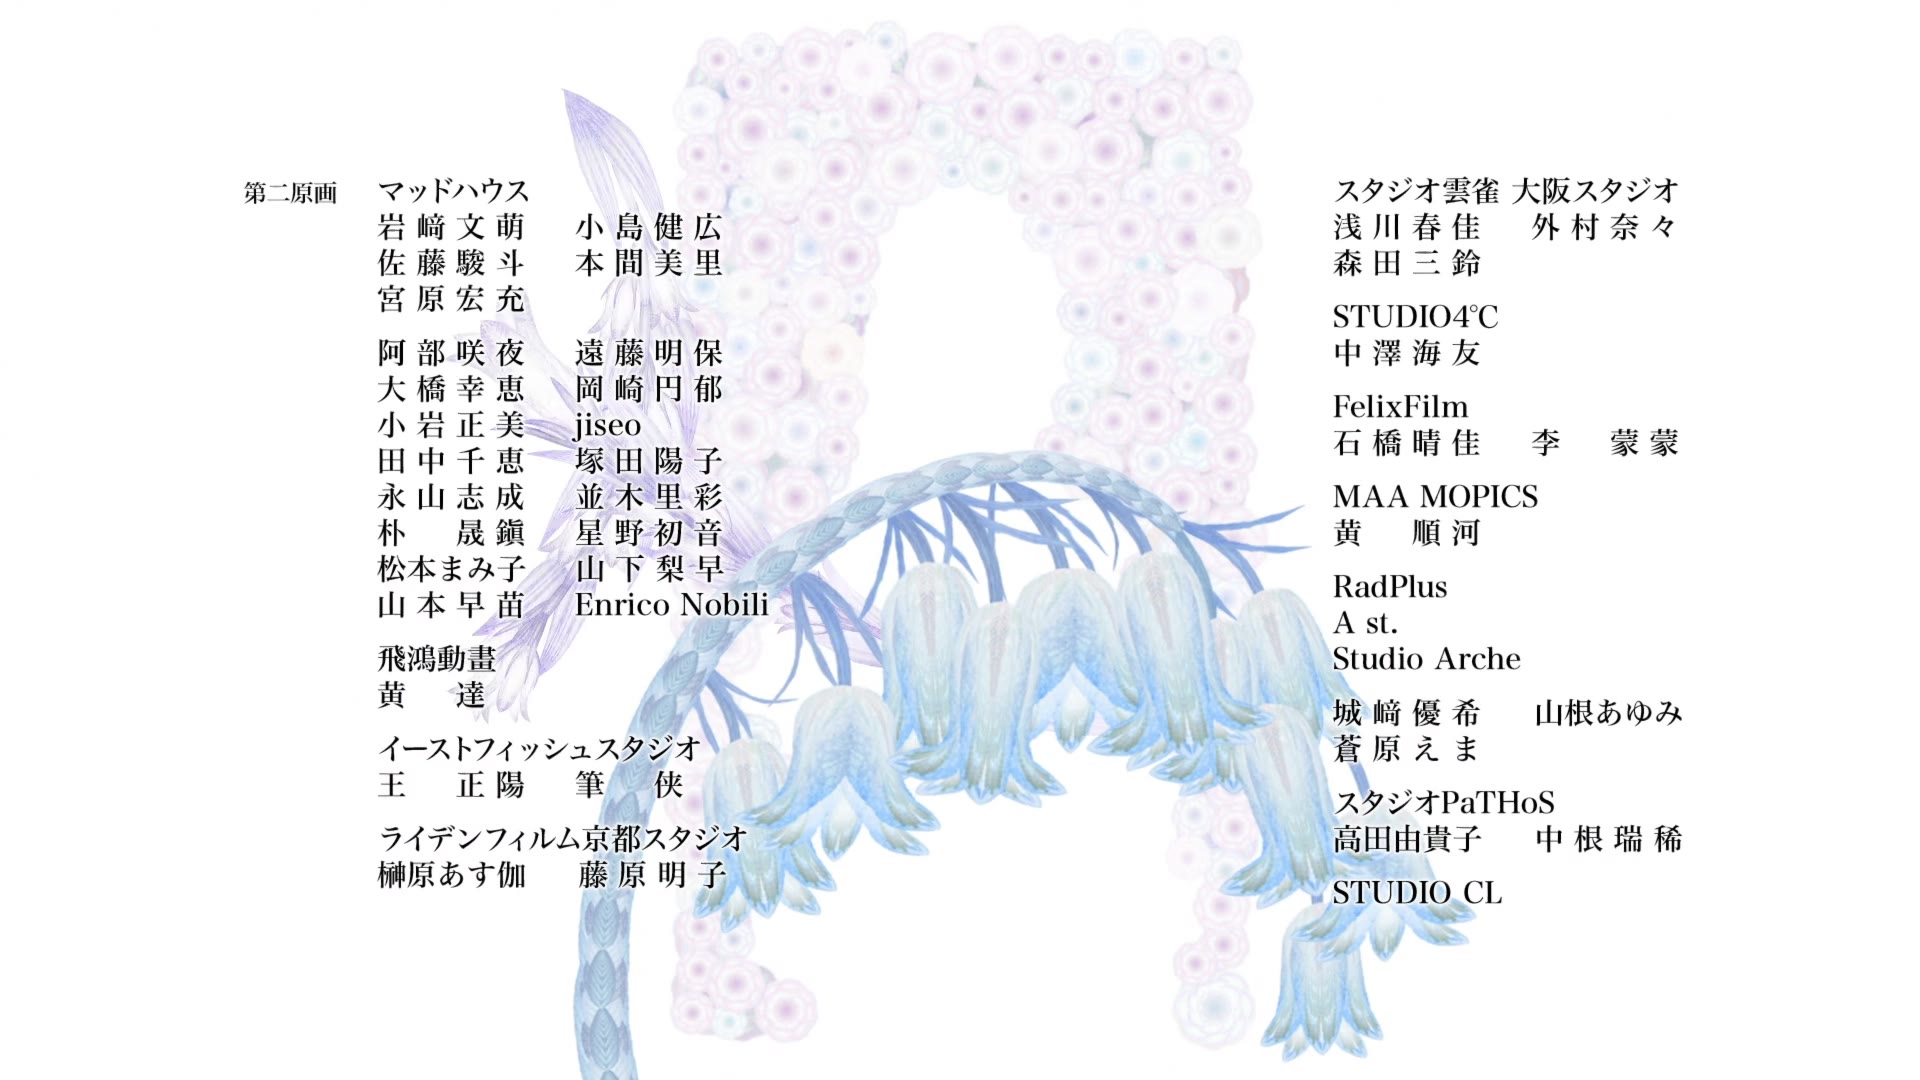 第二原画 マッドハウス
岩﨑文萌 小島健広
佐藤駿斗 本間美里
宮原宏充
阿部咲夜 遠藤明保
大橋幸恵 岡崎円郁
小岩正美 jiseo
田中千恵 塚田陽子
永山志成 並木里彩
朴 晟鎭 星野初音
松本まみ子 山下梨早
山本早苗 Enrico Nobili
飛鴻動畫
黄 達
イーストフィッシュスタジオ
王 正陽 筆 侠
ライデンフィルム京都スタジオ
榊原あす伽 藤原明子
スタジオ雲雀 大阪スタジオ
浅川春佳 外村奈々
森田三鈴
STUDIO4℃
中澤海友
FelixFilm
石橋晴佳 李 蒙蒙
MAA MOPICS
黄 順河
RadPlus
A st.
Studio Arche
城﨑優希 山根あゆみ
蒼原えま
スタジオPaTHoS
高田由貴子 中根瑞稀
STUDIO CL